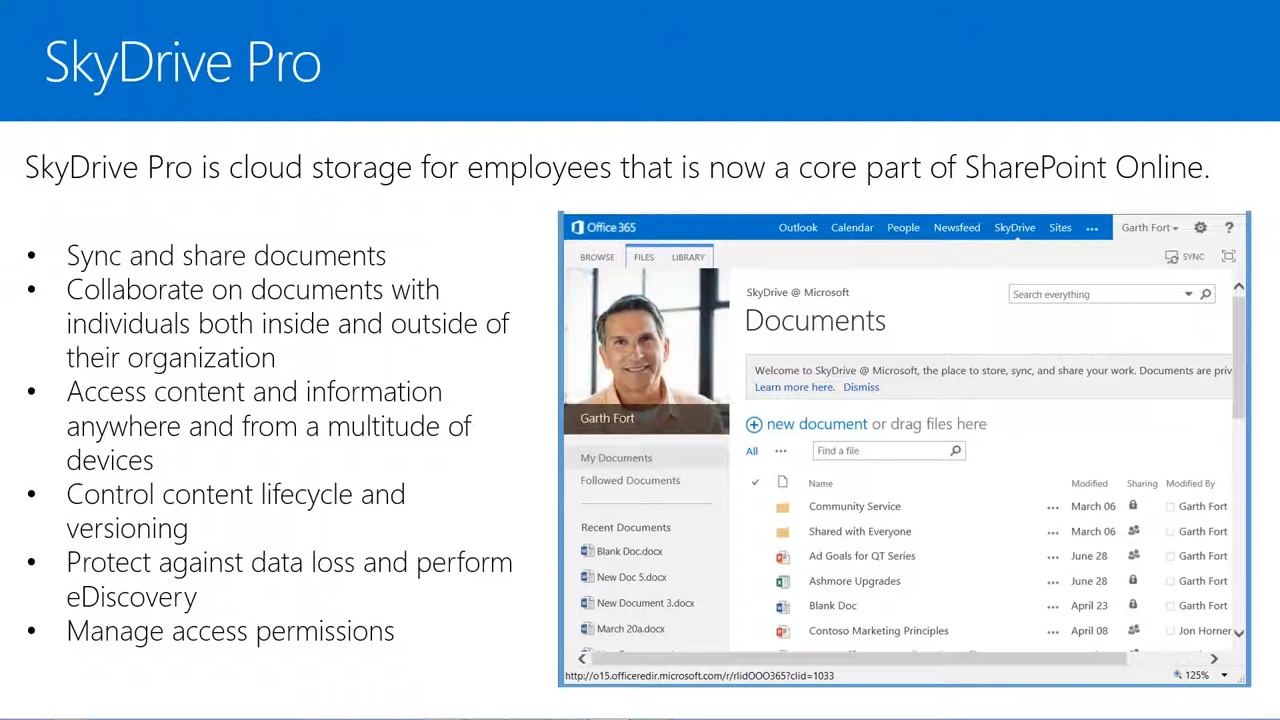 SkyDrive Pro
SkyDrive Pro is cloud storage for employees that is now a core part of SharePoint Online.
• Sync and share documents
• Collaborate on documents with
individuals both inside and outside of
their organization
• Access content and information
anywhere and from a multitude of
devices
• Control content lifecycle and
versioning
• Protect against data loss and perform
eDiscovery
• Manage access permissions
Office 365 Outlook Calendar People Newsfeed SkyDrive Sites ••• Garth Fort ?
BROWSE FILES LIBRARY SYNC
Garth Fort
My Documents
Followed Documents
Recent Documents
Blank Doc.docx
New Doc 5.docx
New Document 3.docx
March 20a.docx
SkyDrive @ Microsoft
Search everything
Documents
Welcome to SkyDrive @ Microsoft, the place to store, sync, and share your work. Documents are priv
Learn more here. Dismiss
new document or drag files here
All ••• Find a file
Name Modified Sharing Modified By
Community Service ••• March 06 Garth Fort
Shared with Everyone ••• March 06 Garth Fort
Ad Goals for QT Series ••• June 28 Garth Fort
Ashmore Upgrades ••• June 28 Garth Fort
Blank Doc ••• April 23 Garth Fort
Contoso Marketing Principles ••• April 08 Jon Horner
http://o15.officeredir.microsoft.com/r/rlidOOO365?clid=1033 125%